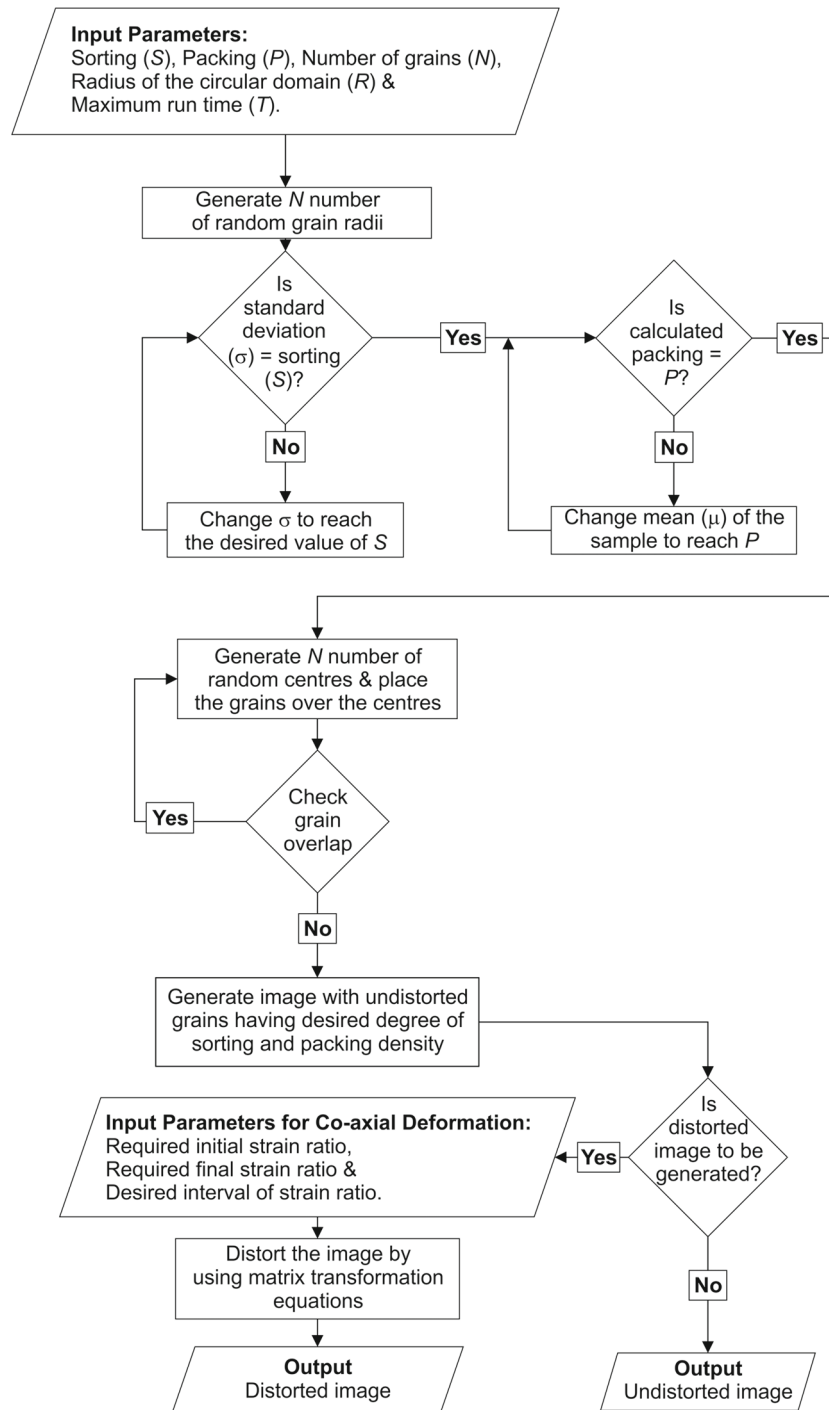 Input Parameters:
Sorting (S), Packing (P), Number of grains (N),
Radius of the circular domain (R) &
Maximum run time (T).
Generate N number
of random grain radii
Is
standard
deviation
(σ) = sorting
(S)?
Yes
No
Change σ to reach
the desired value of S
Is
calculated
packing =
P?
Yes
No
Change mean (μ) of the
sample to reach P
Generate N number of
random centres & place
the grains over the centres
Check
grain
overlap
Yes
No
Generate image with undistorted
grains having desired degree of
sorting and packing density
Is
distorted
image to be
generated?
Yes
No
Input Parameters for Co-axial Deformation:
Required initial strain ratio,
Required final strain ratio &
Desired interval of strain ratio.
Distort the image by
using matrix transformation
equations
Output
Distorted image
Output
Undistorted image